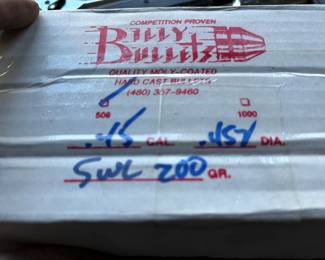 COMPETITION PROVEN
BILLY
Bullets
QUALITY MOLY-COATED
HARD CAST BULLETS
(480) 357-9460
500 1000
.45 CAL. .452 DIA.
SWC 200 GR.